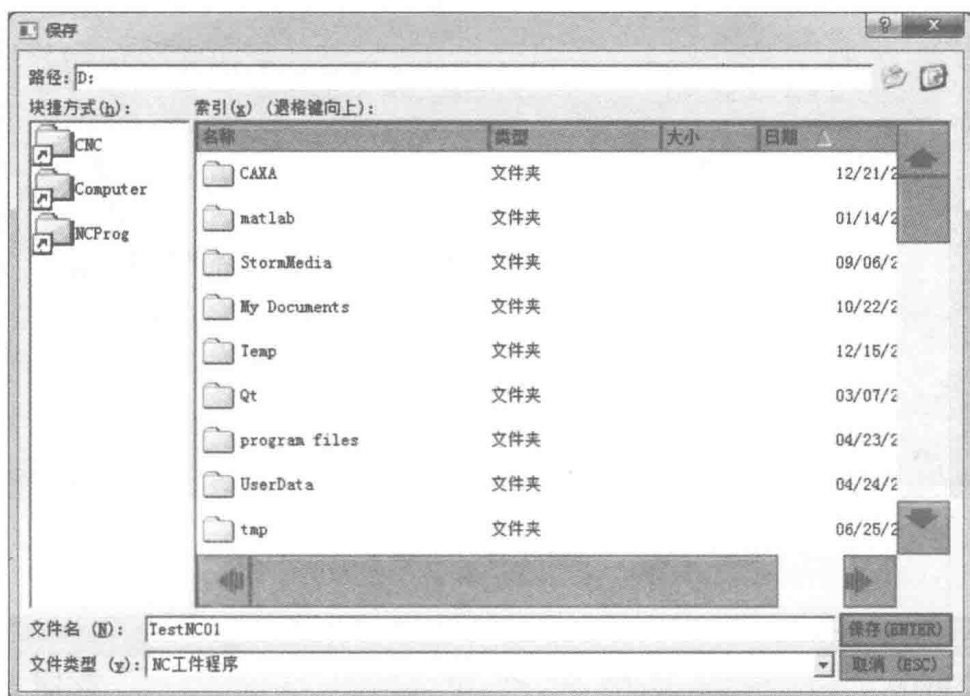 保存
路径: D:
块捷方式(h):
索引(x) (退格键向上):
CNC
Computer
NCProg
名称 类型 大小 日期
CAXA 文件夹 12/21/2
matlab 文件夹 01/14/2
StormMedia 文件夹 09/06/2
My Documents 文件夹 10/22/2
Temp 文件夹 12/15/2
Qt 文件夹 03/07/2
program files 文件夹 04/23/2
UserData 文件夹 04/24/2
tmp 文件夹 06/25/2
文件名 (N): TestNC01 保存(ENTER)
文件类型 (y): NC工件程序 取消 (ESC)